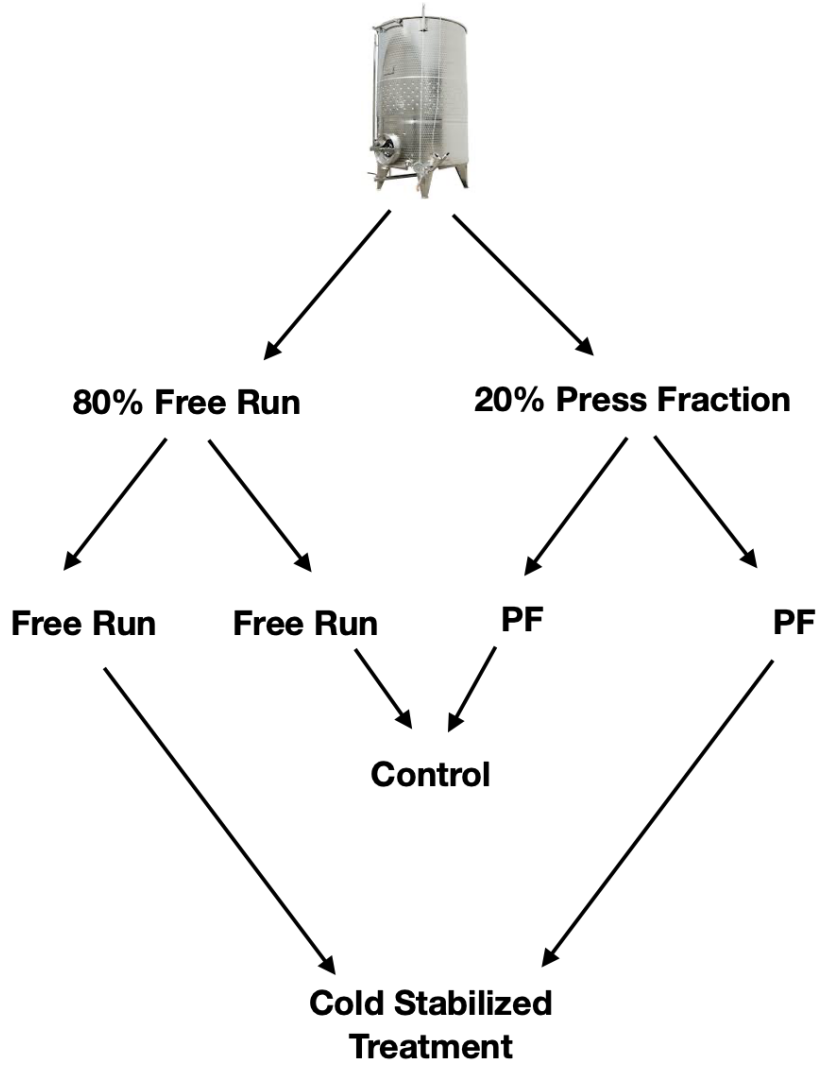 80% Free Run
20% Press Fraction
Free Run
Free Run
PF
PF
Control
Cold Stabilized
Treatment